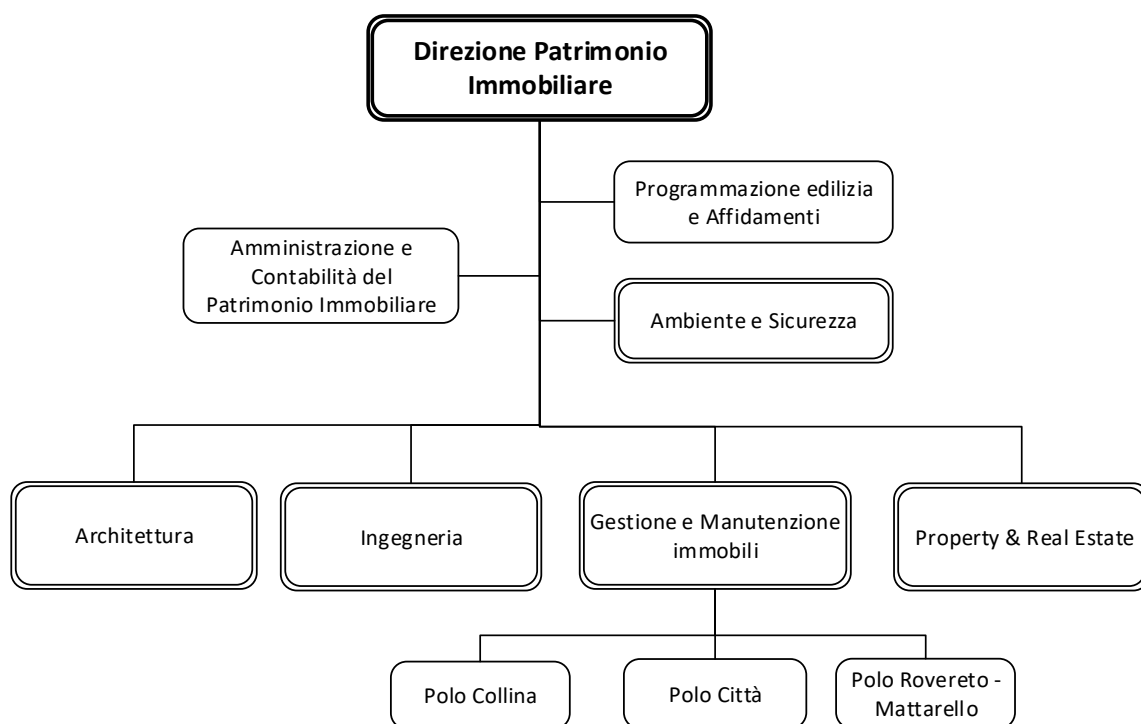 Direzione Patrimonio
Immobiliare
Programmazione edilizia
e Affidamenti
Amministrazione e
Contabilità del
Patrimonio Immobiliare
Ambiente e Sicurezza
Architettura
Ingegneria
Gestione e Manutenzione
immobili
Property & Real Estate
Polo Collina
Polo Città
Polo Rovereto -
Mattarello